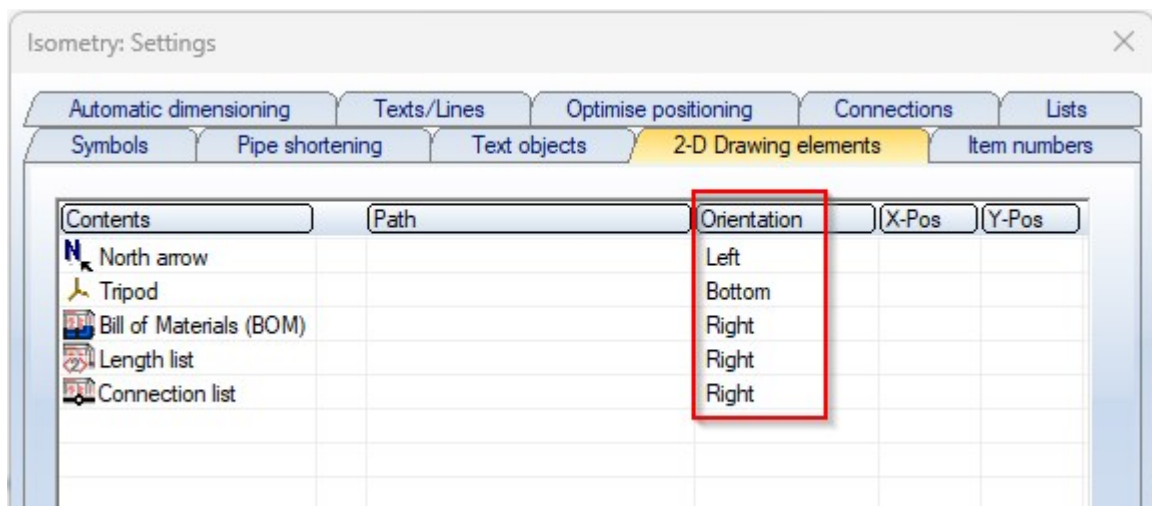 Isometry: Settings
Automatic dimensioning Texts/Lines Optimise positioning Connections Lists
Symbols Pipe shortening Text objects 2-D Drawing elements Item numbers
Contents Path Orientation X-Pos Y-Pos
N North arrow Left
Tripod Bottom
Bill of Materials (BOM) Right
Length list Right
Connection list Right